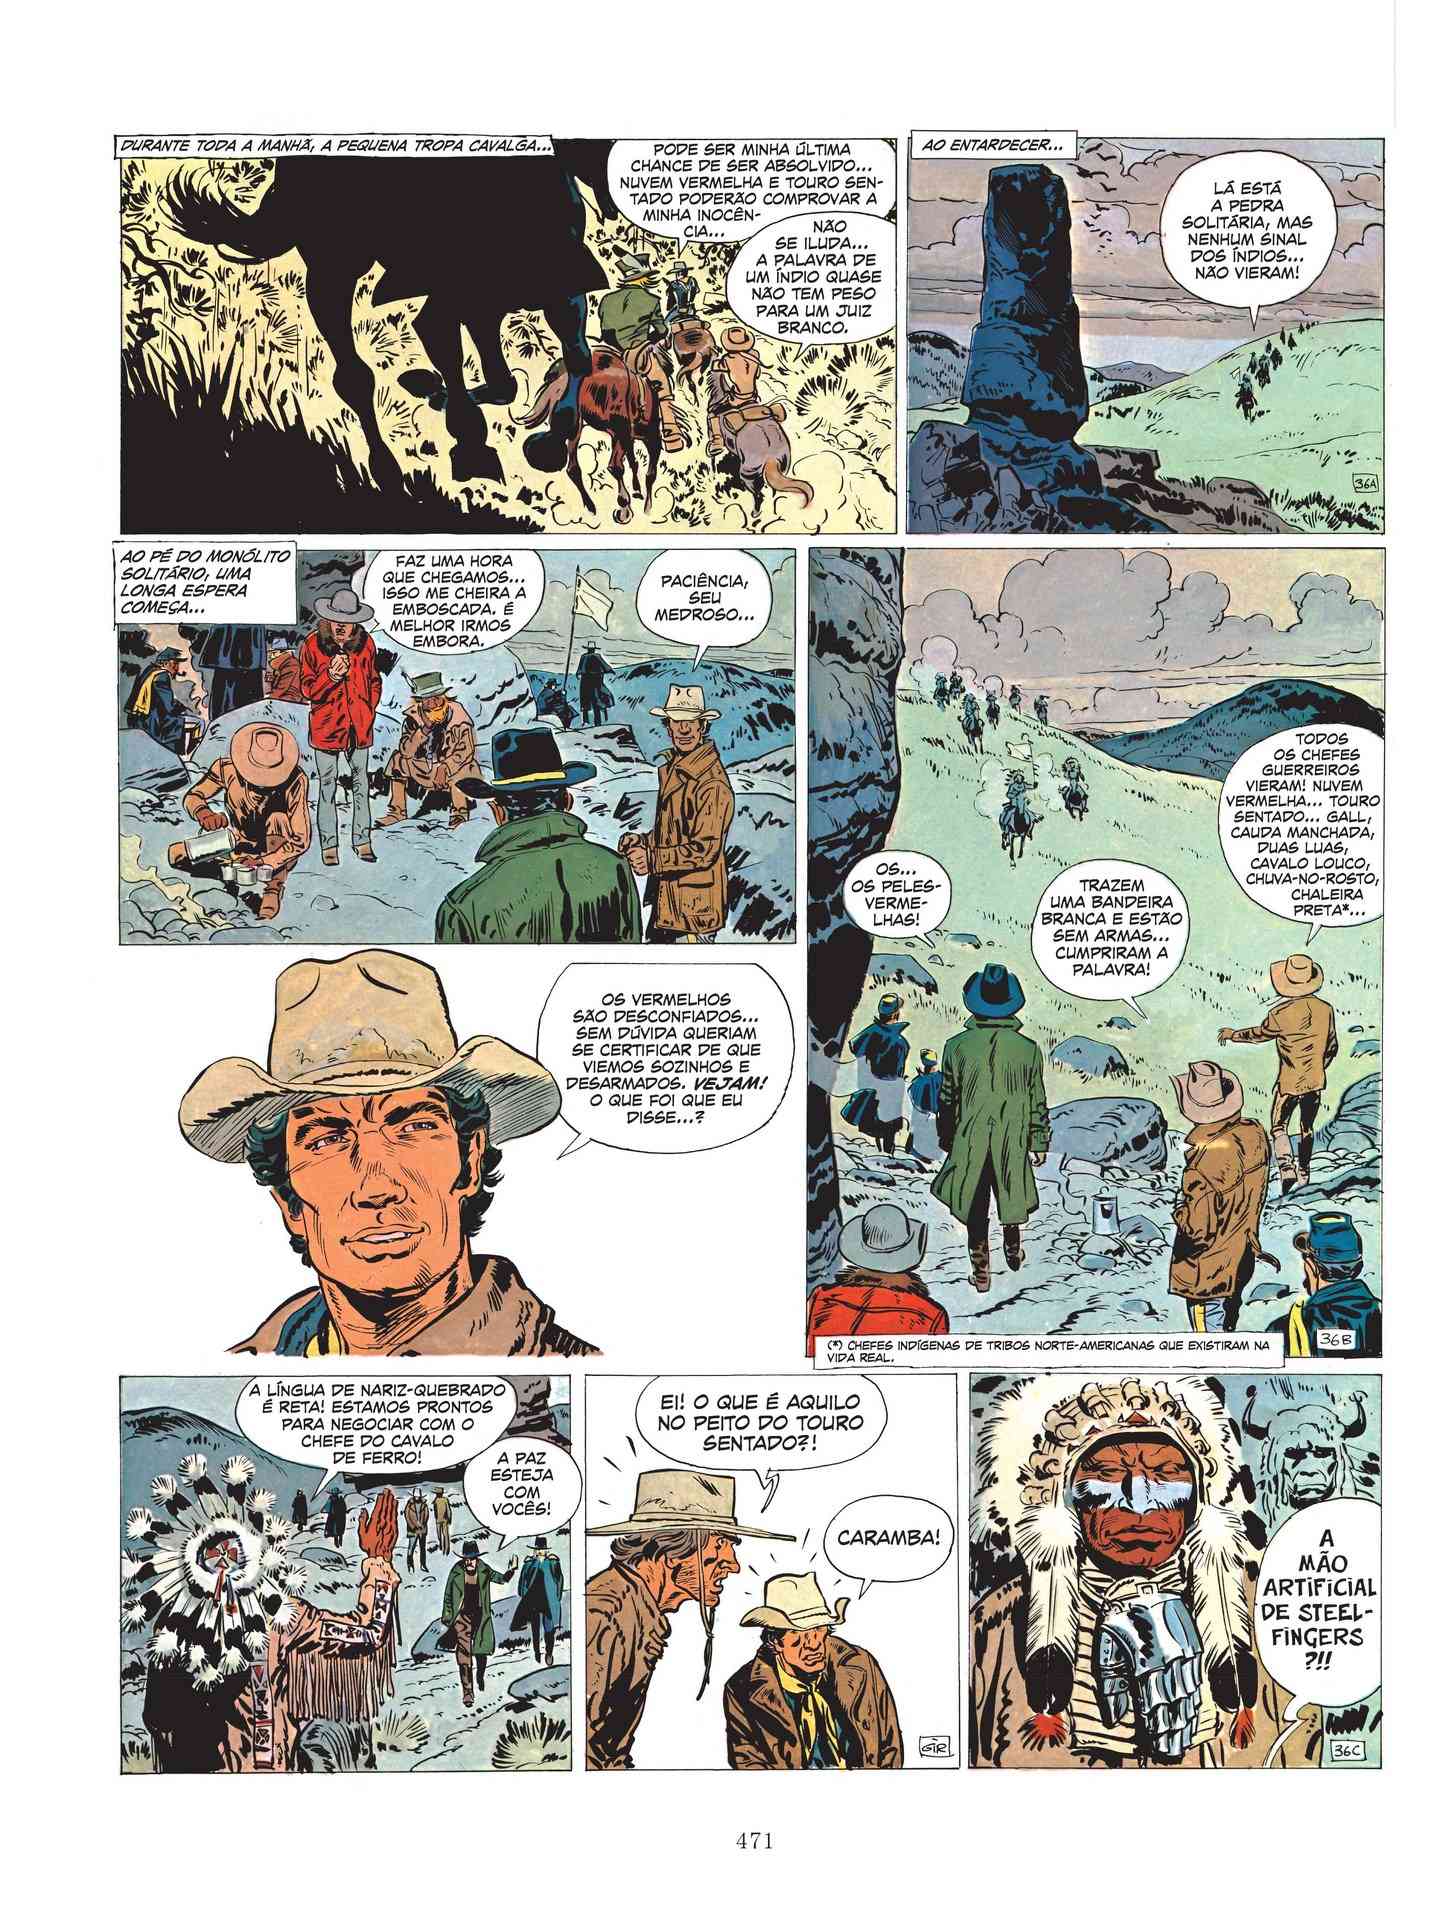 DURANTE TODA A MANHÃ, A PEQUENA TROPA CAVALGA...
PODE SER MINHA ÚLTIMA
CHANCE DE SER ABSOLVIDO...
NUVEM VERMELHA E TOURO SEN-
TADO PODERÃO COMPROVAR A
MINHA INOCÊN-
CIA...
NÃO
SE ILUDA...
A PALAVRA DE
UM ÍNDIO QUASE
NÃO TEM PESO
PARA UM JUIZ
BRANCO.
AO ENTARDECER...
LÁ ESTÁ
A PEDRA
SOLITÁRIA, MAS
NENHUM SINAL
DOS ÍNDIOS...
NÃO VIERAM!
36A
AO PÉ DO MONÓLITO
SOLITÁRIO, UMA
LONGA ESPERA
COMEÇA...
FAZ UMA HORA
QUE CHEGAMOS...
ISSO ME CHEIRA A
EMBOSCADA. É
MELHOR IRMOS
EMBORA.
PACIÊNCIA,
SEU
MEDROSO...
OS VERMELHOS
SÃO DESCONFIADOS...
SEM DÚVIDA QUERIAM
SE CERTIFICAR DE QUE
VIEMOS SOZINHOS E
DESARMADOS. VEJAM!
O QUE FOI QUE EU
DISSE...?
OS...
OS PELES-
VERME-
LHAS!
TRAZEM
UMA BANDEIRA
BRANCA E ESTÃO
SEM ARMAS...
CUMPRIRAM A
PALAVRA!
TODOS
OS CHEFES
GUERREIROS
VIERAM! NUVEM
VERMELHA... TOURO
SENTADO... GALL,
CAUDA MANCHADA,
DUAS LUAS,
CAVALO LOUCO,
CHUVA-NO-ROSTO,
CHALEIRA
PRETA*...
36B
(*) CHEFES INDÍGENAS DE TRIBOS NORTE-AMERICANAS QUE EXISTIRAM NA
VIDA REAL.
A LÍNGUA DE NARIZ-QUEBRADO
É RETA! ESTAMOS PRONTOS
PARA NEGOCIAR COM O
CHEFE DO CAVALO
DE FERRO!
A PAZ
ESTEJA
COM
VOCÊS!
EI! O QUE É AQUILO
NO PEITO DO TOURO
SENTADO?!
CARAMBA!
GIR
A
MÃO
ARTIFICIAL
DE STEEL-
FINGERS
?!!
36C
471